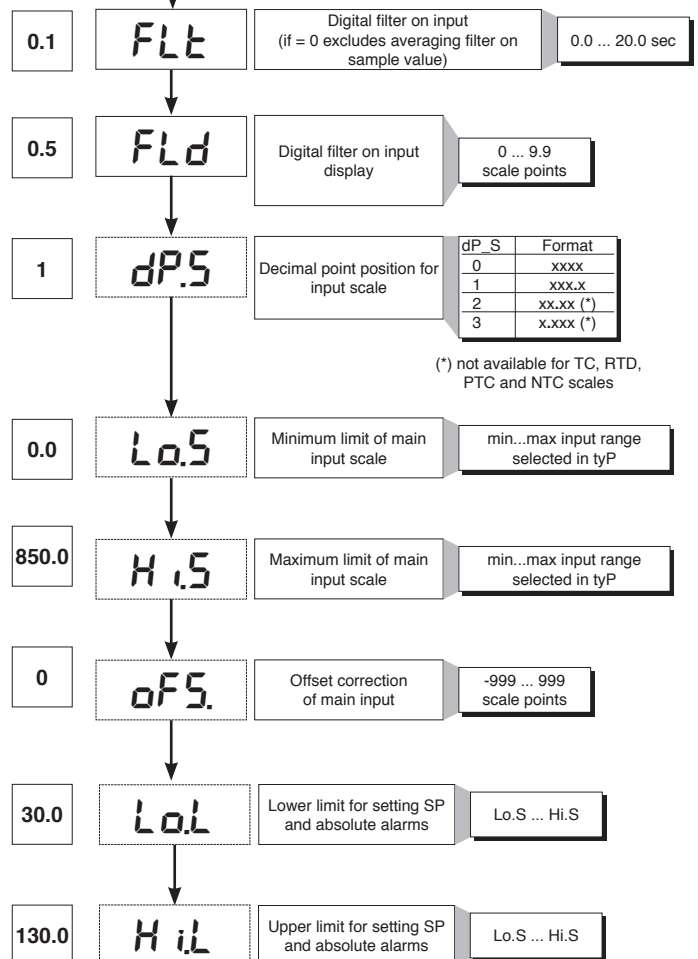 0.1
FLt
Digital filter on input
(if = 0 excludes averaging filter on
sample value)
0.0 ... 20.0 sec
0.5
FLd
Digital filter on input
display
0 ... 9.9
scale points
1
dP.S
Decimal point position for
input scale
dP_S Format
0 xxxx
1 xxx.x
2 xx.xx (*)
3 x.xxx (*)
(*) not available for TC, RTD,
PTC and NTC scales
0.0
Lo.S
Minimum limit of main
input scale
min...max input range
selected in tyP
850.0
Hi.S
Maximum limit of main
input scale
min...max input range
selected in tyP
0
oFS.
Offset correction
of main input
-999 ... 999
scale points
30.0
Lo.L
Lower limit for setting SP
and absolute alarms
Lo.S ... Hi.S
130.0
Hi.L
Upper limit for setting SP
and absolute alarms
Lo.S ... Hi.S